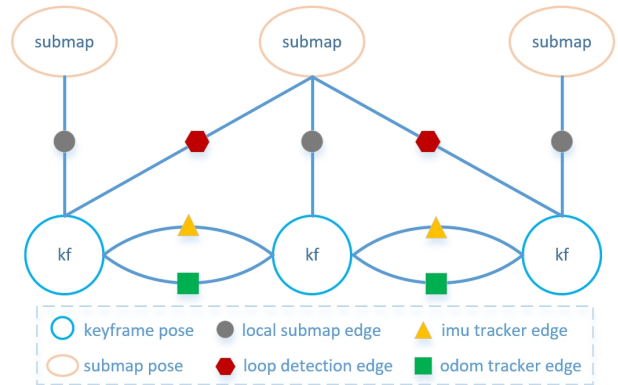 submap submap submap
kf kf kf
keyframe pose local submap edge imu tracker edge
submap pose loop detection edge odom tracker edge